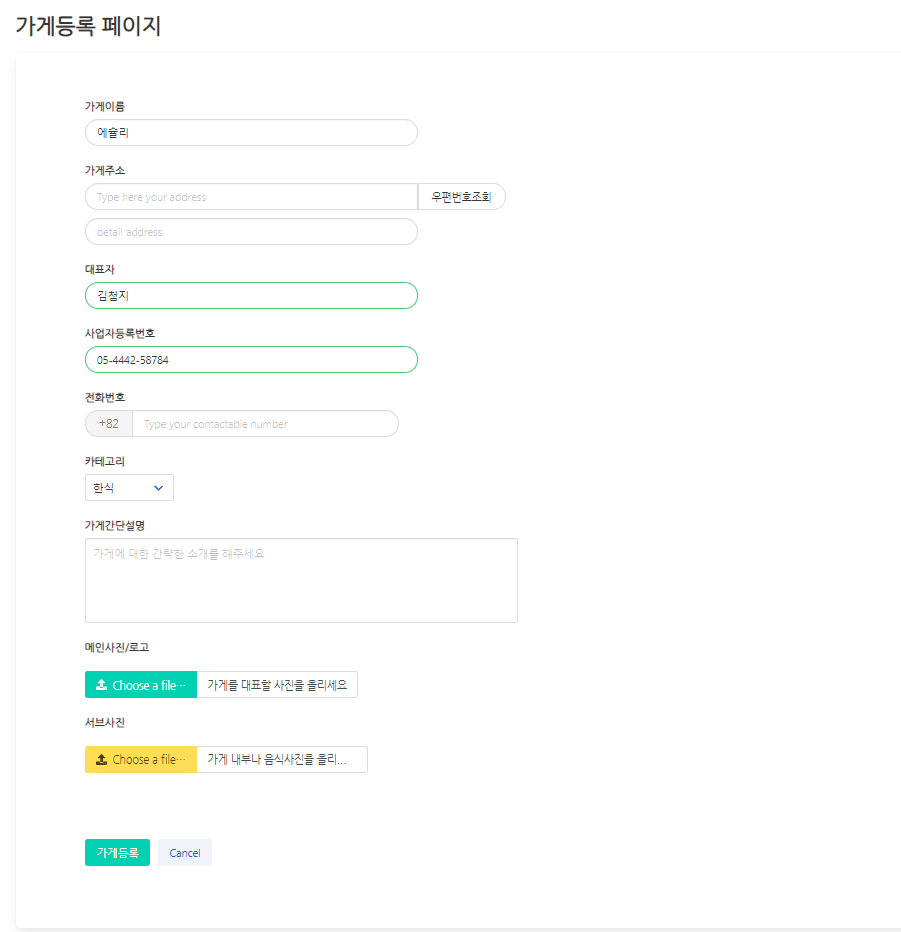 가게등록 페이지
가게이름
에슐리
가게주소
Type here your address 우편번호조회
detail address
대표자
김첨지
사업자등록번호
05-4442-58784
전화번호
+82 Type your contactable number
카테고리
한식
가게간단설명
가게에 대한 간략한 소개를 해주세요
메인사진/로고
Choose a file… 가게를 대표할 사진을 올리세요
서브사진
Choose a file… 가게 내부나 음식사진을 올리...
가게등록 Cancel